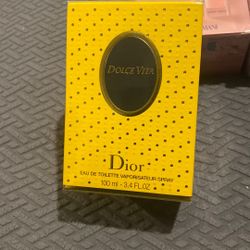 DOLCE VITA
Dior
EAU DE TOILETTE VAPORISATEUR SPRAY
100 ml - 3.4 FL.OZ